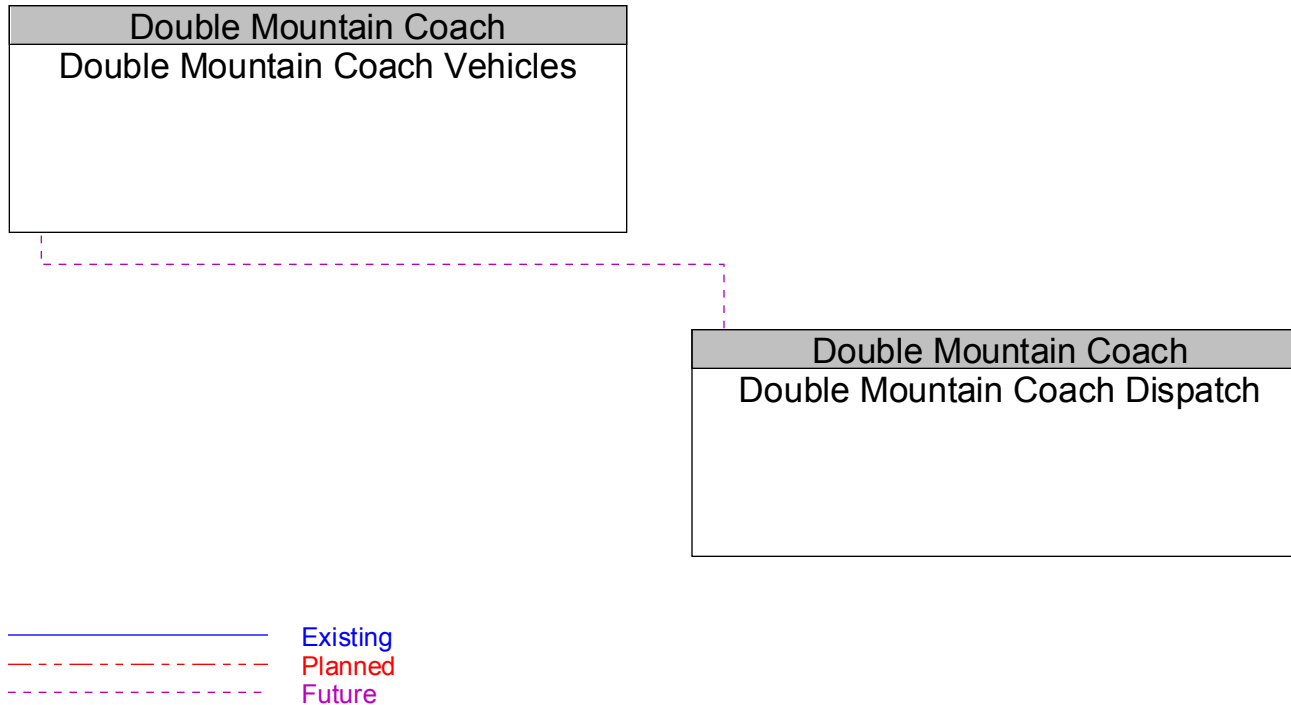 Double Mountain Coach
Double Mountain Coach Vehicles
Double Mountain Coach
Double Mountain Coach Dispatch
Existing
Planned
Future